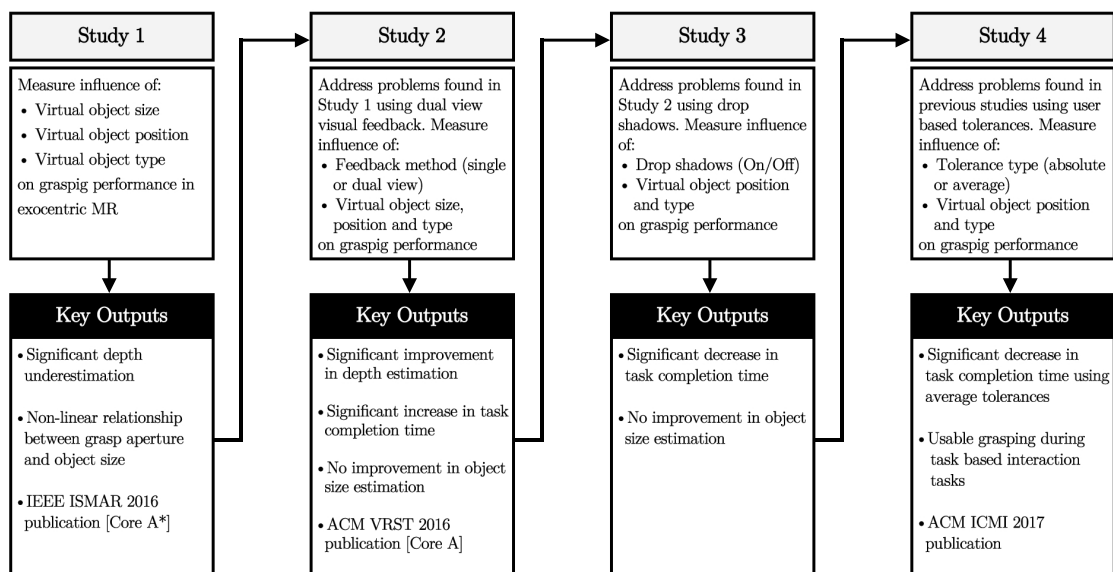 Study 1
Measure influence of:
• Virtual object size
• Virtual object position
• Virtual object type
on graspig performance in
exocentric MR
Key Outputs
• Significant depth
underestimation
• Non-linear relationship
between grasp aperture
and object size
• IEEE ISMAR 2016
publication [Core A*]
Study 2
Address problems found in
Study 1 using dual view
visual feedback. Measure
influence of:
• Feedback method (single
or dual view)
• Virtual object size,
position and type
on graspig performance
Key Outputs
• Significant improvement
in depth estimation
• Significant increase in task
completion time
• No improvement in object
size estimation
• ACM VRST 2016
publication [Core A]
Study 3
Address problems found in
Study 2 using drop
shadows. Measure influence
of:
• Drop shadows (On/Off)
• Virtual object position
and type
on graspig performance
Key Outputs
• Significant decrease in
task completion time
• No improvement in object
size estimation
Study 4
Address problems found in
previous studies using user
based tolerances. Measure
influence of:
• Tolerance type (absolute
or average)
• Virtual object position
and type
on graspig performance
Key Outputs
• Significant decrease in
task completion time using
average tolerances
• Usable grasping during
task based interaction
tasks
• ACM ICMI 2017
publication